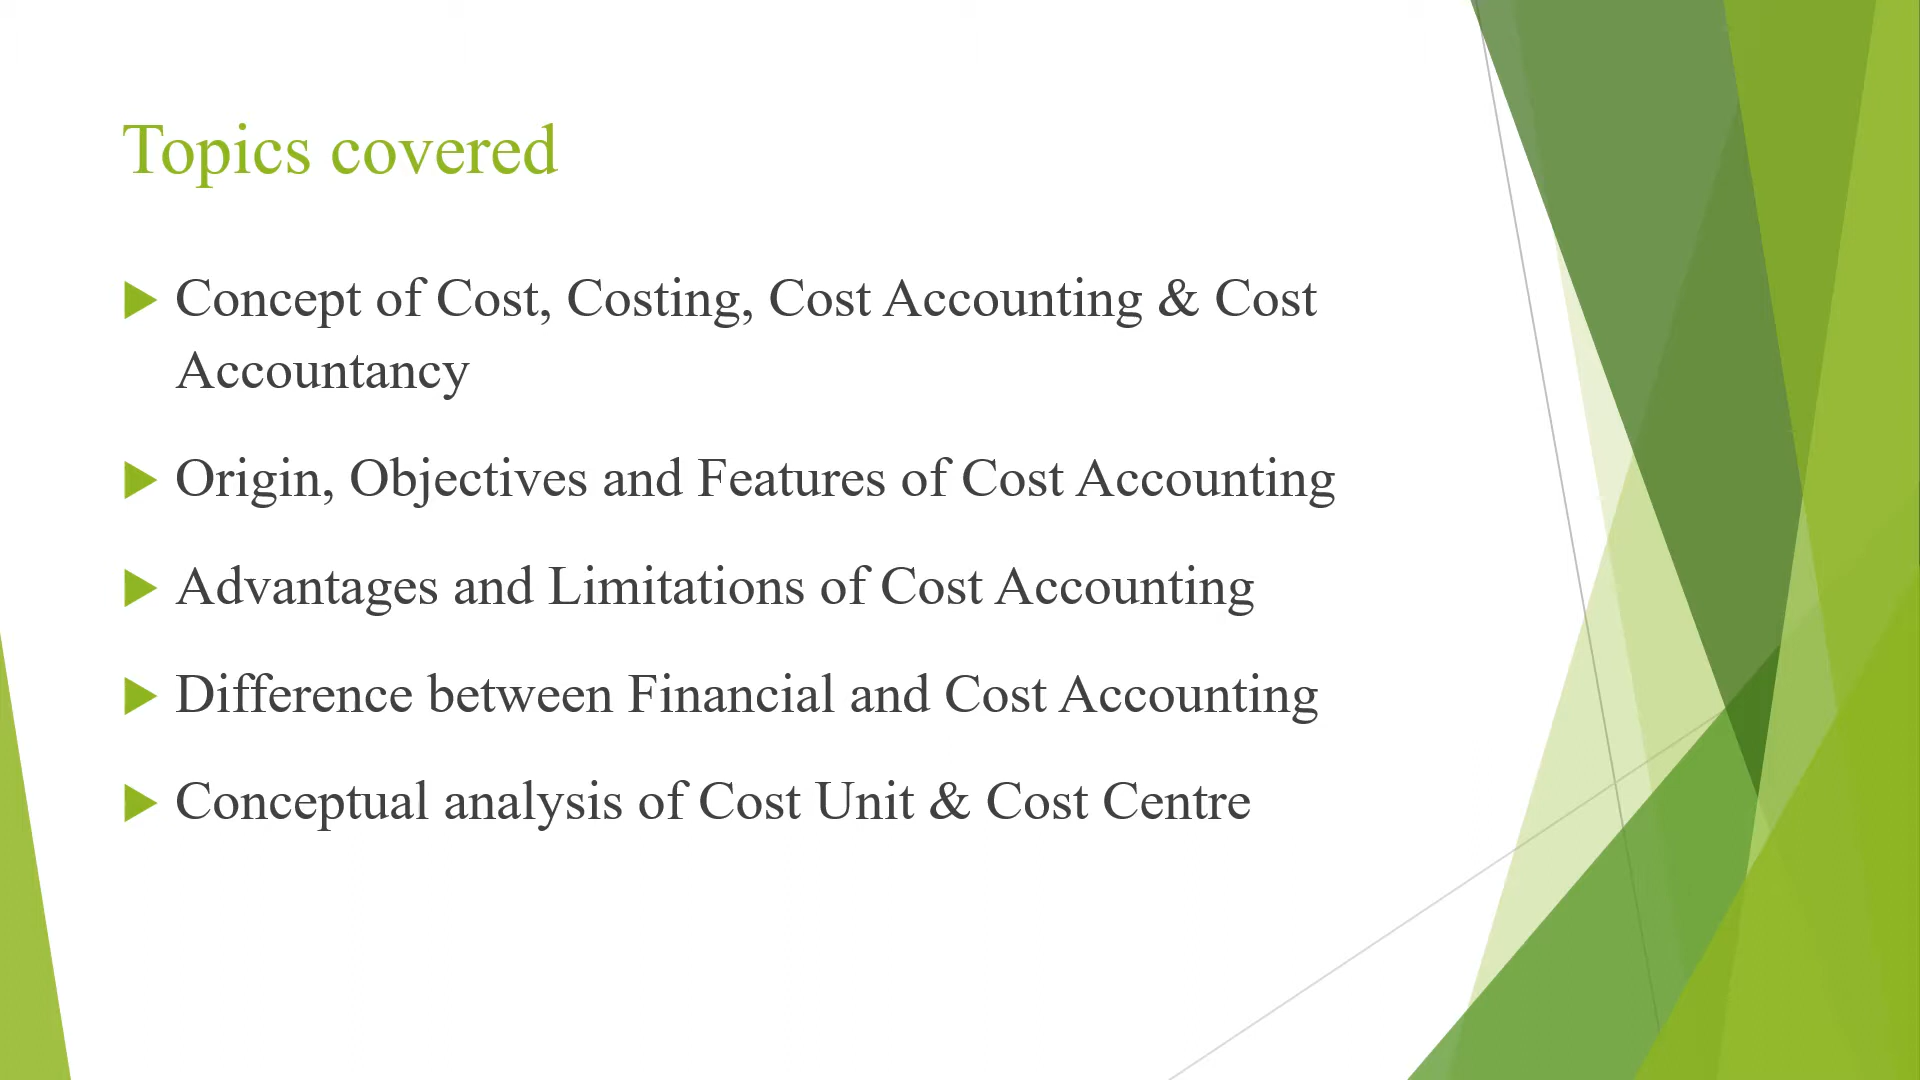 Topics covered
Concept of Cost, Costing, Cost Accounting & Cost
Accountancy
Origin, Objectives and Features of Cost Accounting
Advantages and Limitations of Cost Accounting
Difference between Financial and Cost Accounting
Conceptual analysis of Cost Unit & Cost Centre